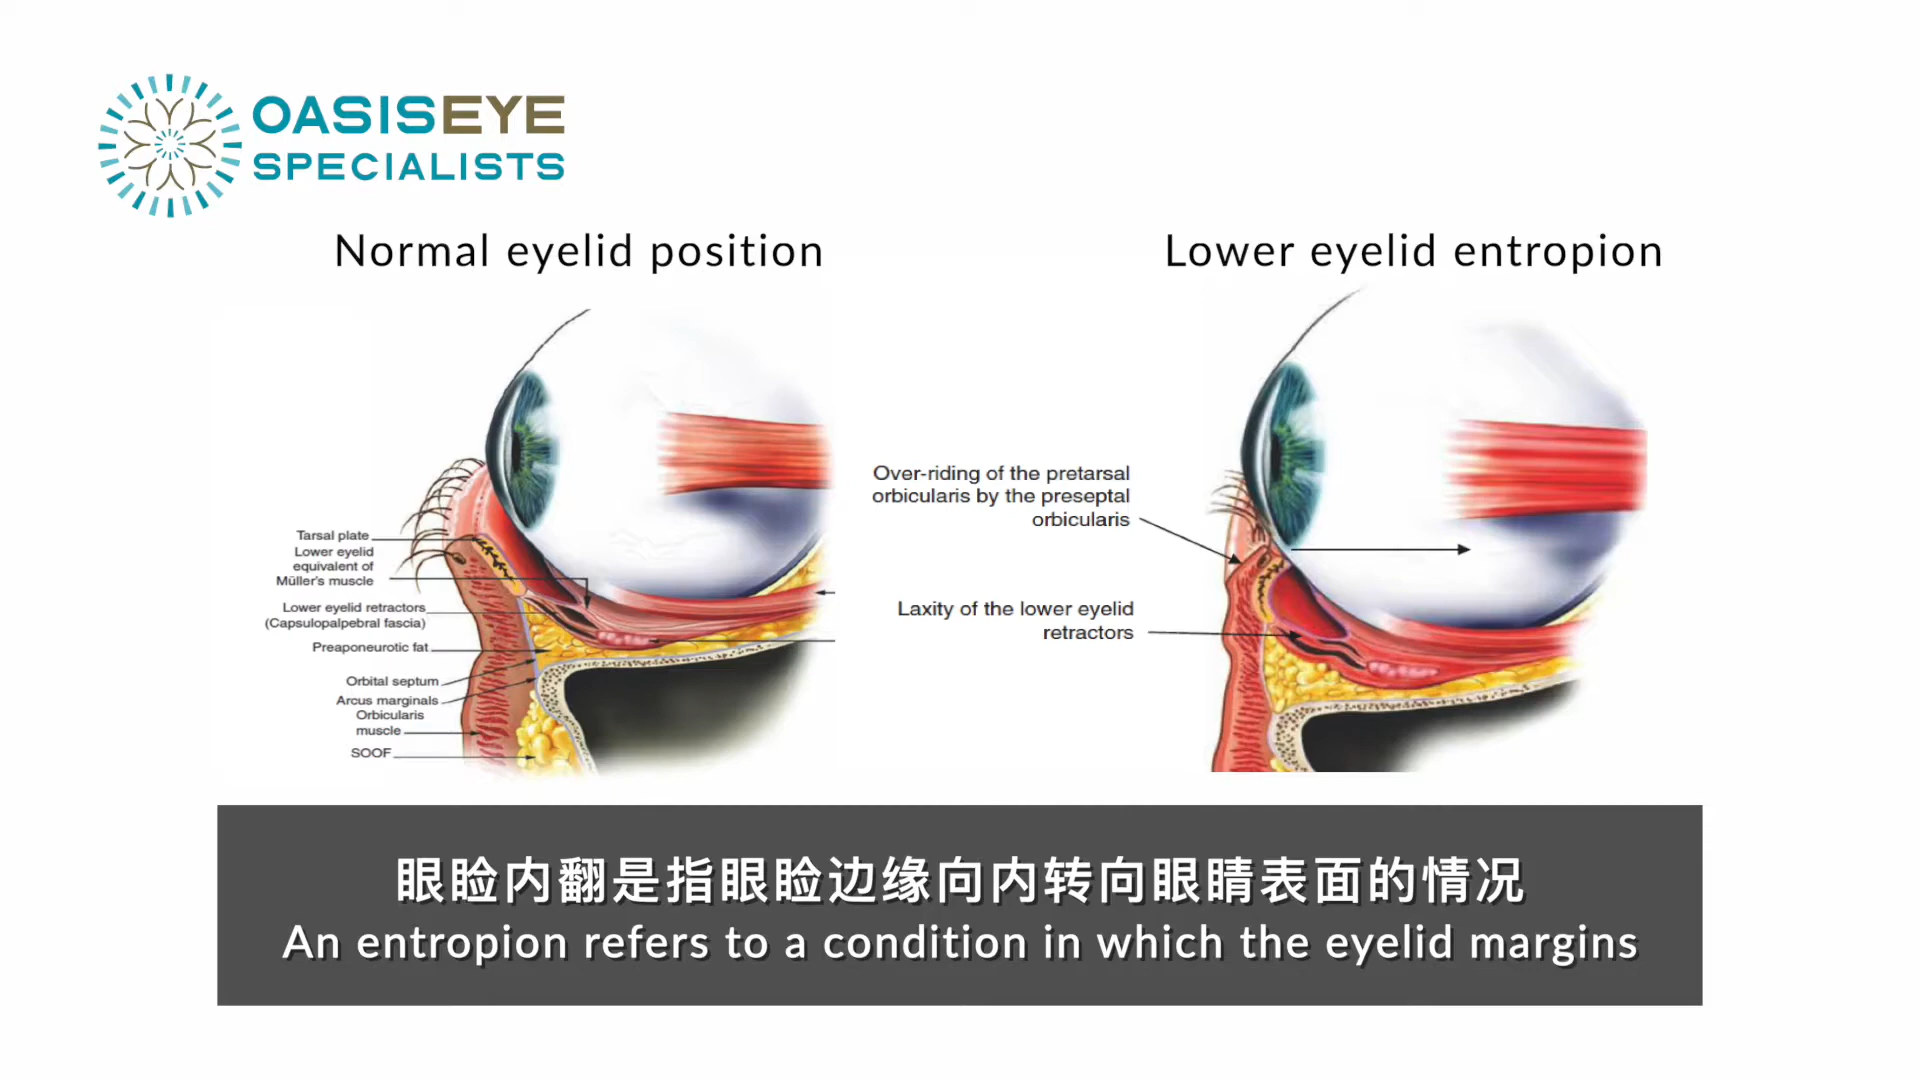 OASISEYE
SPECIALISTS
Normal eyelid position
Lower eyelid entropion
Tarsal plate
Lower eyelid
equivalent of
Müller's muscle
Lower eyelid retractors
(Capsulopalpebral fascia)
Preaponeurotic fat
Orbital septum
Arcus marginals
Orbicularis
muscle
SOOF
Over-riding of the pretarsal
orbicularis by the preseptal
orbicularis
Laxity of the lower eyelid
retractors
眼睑内翻是指眼睑边缘向内转向眼睛表面的情况
An entropion refers to a condition in which the eyelid margins